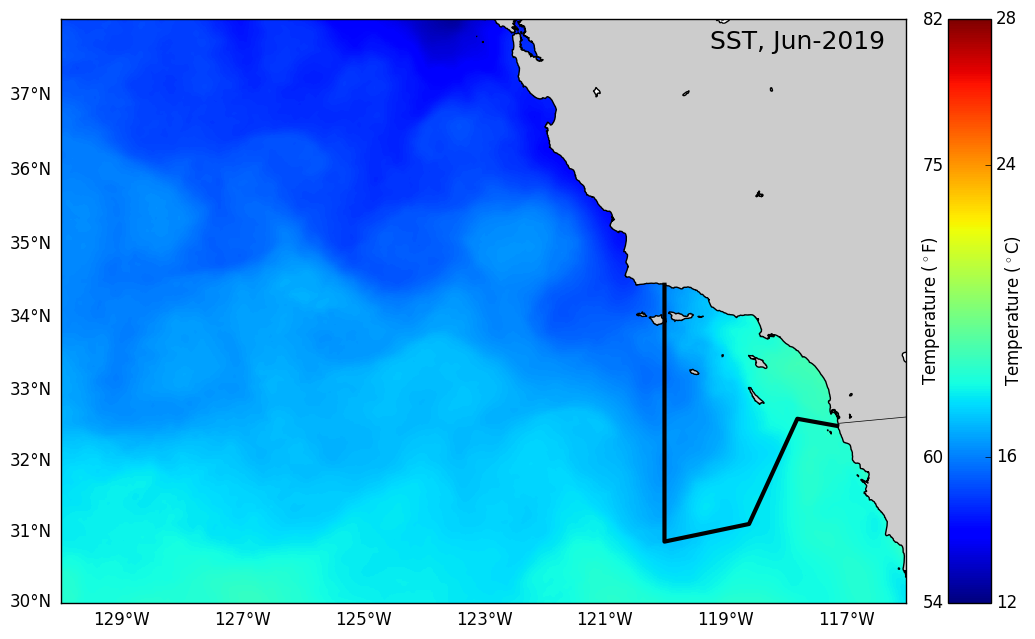 SST, Jun-2019
37°N
36°N
35°N
34°N
33°N
32°N
31°N
30°N
129°W
127°W
125°W
123°W
121°W
119°W
117°W
82
75
60
54
Temperature (°F)
28
24
16
12
Temperature (°C)